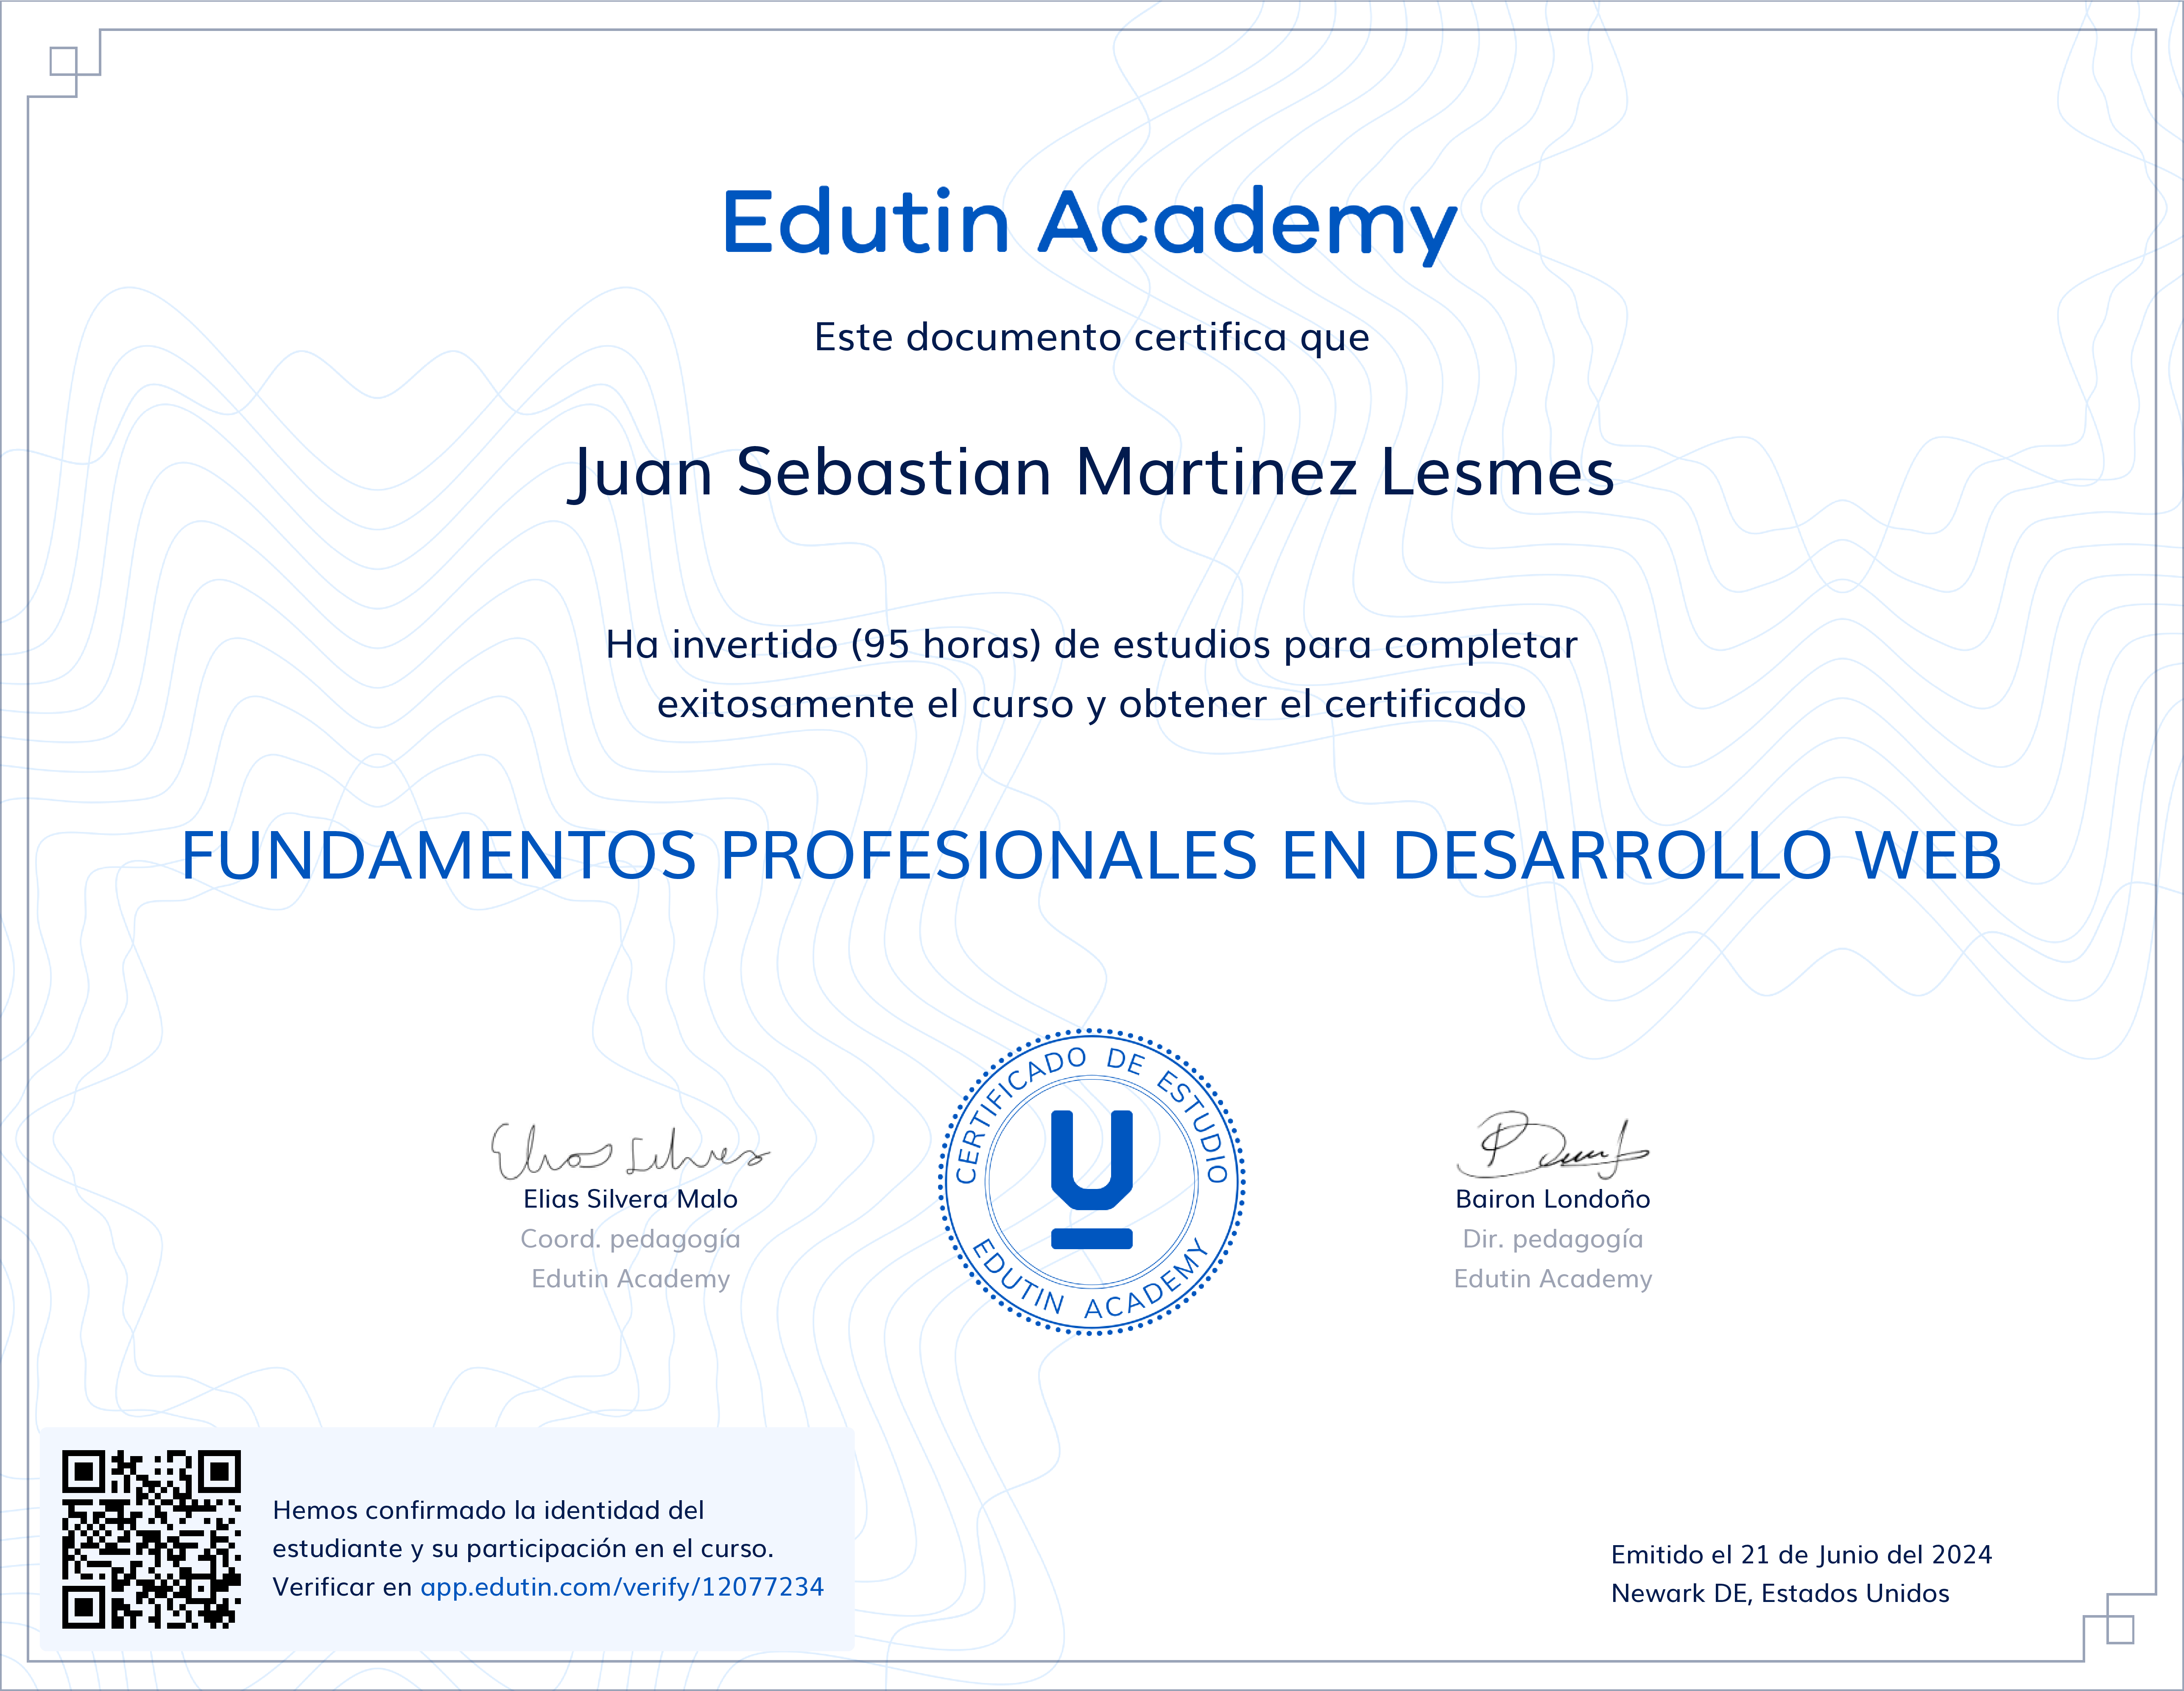 Edutin Academy
Este documento certifica que
Juan Sebastian Martinez Lesmes
Ha invertido (95 horas) de estudios para completar
exitosamente el curso y obtener el certificado
FUNDAMENTOS PROFESIONALES EN DESARROLLO WEB
CERTIFICADO DE ESTUDIO
EDUTIN ACADEMY
Elias Silvera Malo
Coord. pedagogía
Edutin Academy
Bairon Londoño
Dir. pedagogía
Edutin Academy
Hemos confirmado la identidad del
estudiante y su participación en el curso.
Verificar en app.edutin.com/verify/12077234
Emitido el 21 de Junio del 2024
Newark DE, Estados Unidos